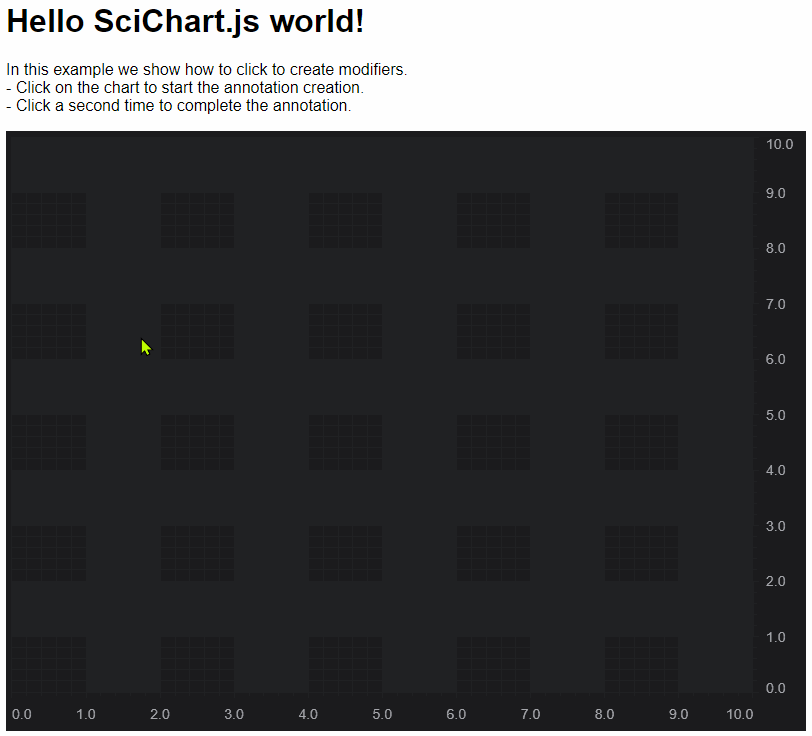 Hello SciChart.js world!
In this example we show how to click to create modifiers.
- Click on the chart to start the annotation creation.
- Click a second time to complete the annotation.
10.0
9.0
8.0
7.0
6.0
5.0
4.0
3.0
2.0
1.0
0.0
0.0 1.0 2.0 3.0 4.0 5.0 6.0 7.0 8.0 9.0 10.0